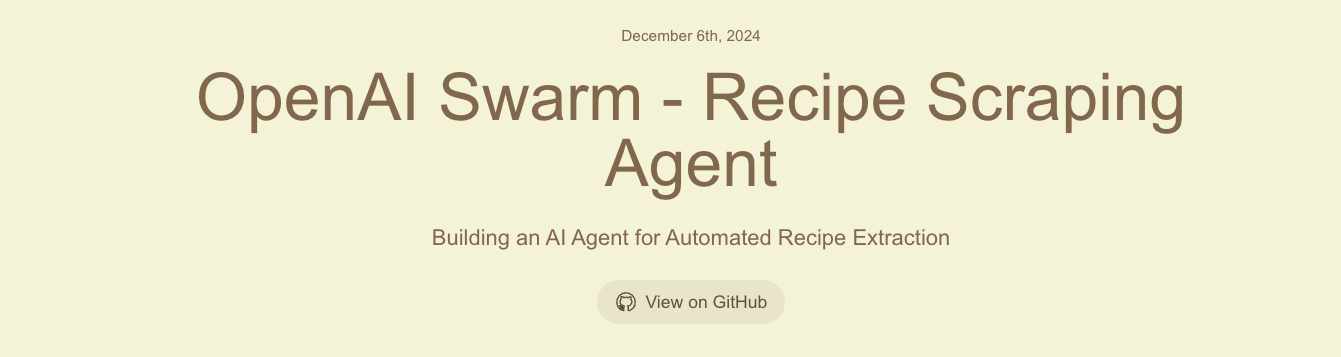 December 6th, 2024
OpenAI Swarm - Recipe Scraping
Agent
Building an AI Agent for Automated Recipe Extraction
View on GitHub